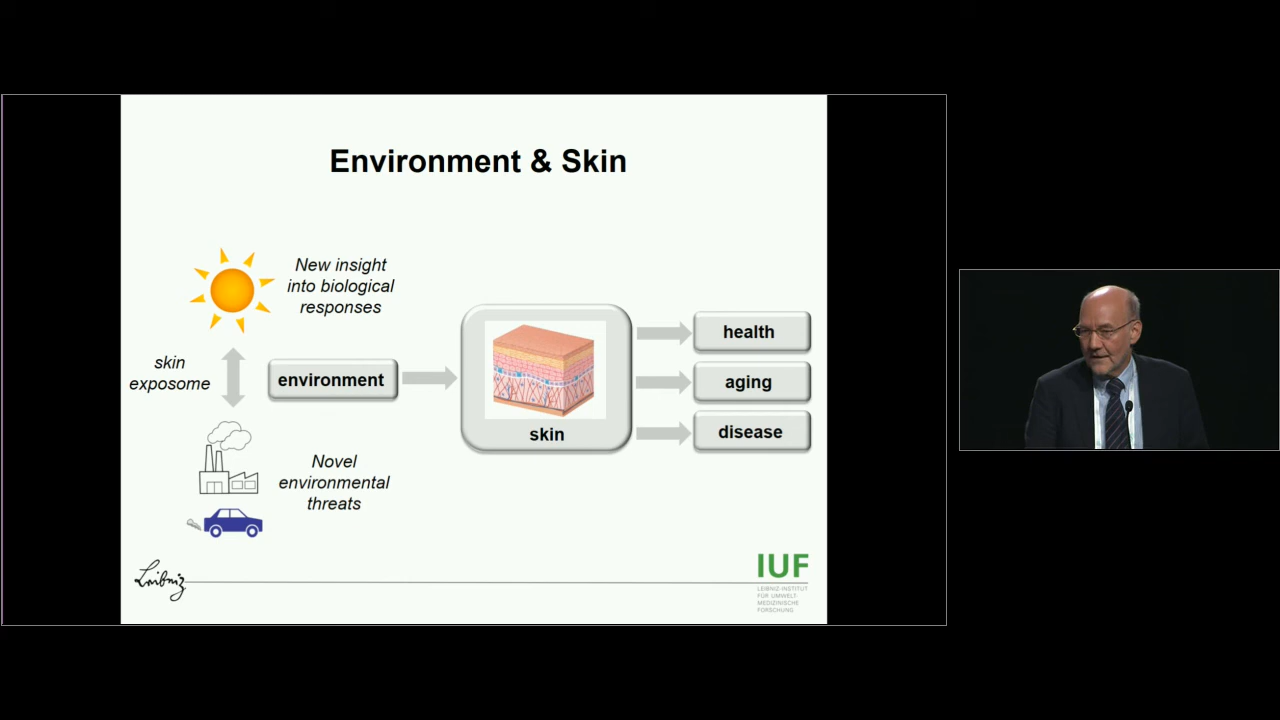 Environment & Skin
New insight
into biological
responses
skin
exposome
environment
skin
health
aging
disease
Novel
environmental
threats
Leibniz
IUF
LEIBNIZ-INSTITUT
FÜR UMWELT-
MEDIZINISCHE
FORSCHUNG